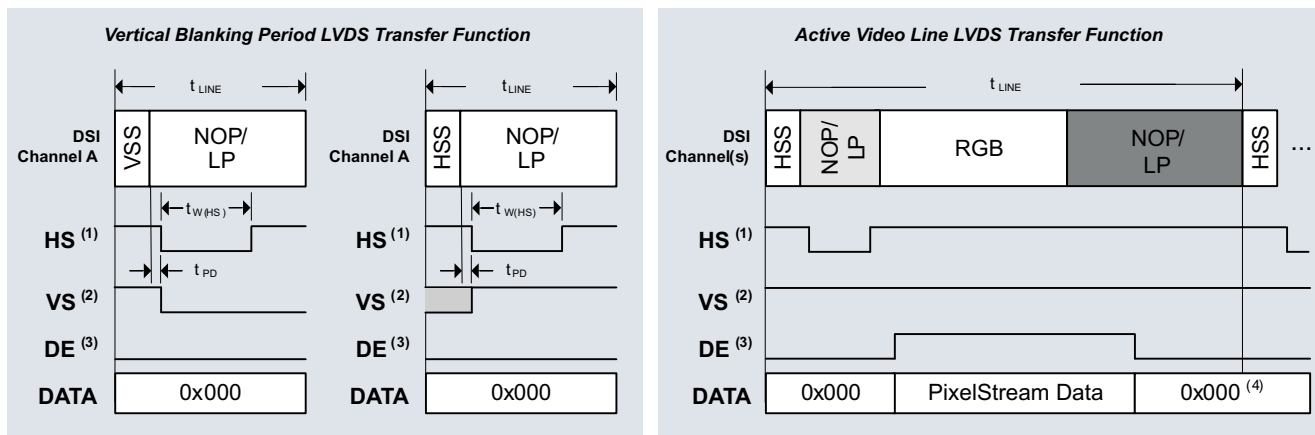 Vertical Blanking Period LVDS Transfer Function
t LINE
DSI Channel A
VSS
NOP/ LP
t W(HS)
HS (1)
t PD
VS (2)
DE (3)
DATA
0x000
t LINE
DSI Channel A
HSS
NOP/ LP
t W(HS)
HS (1)
t PD
VS (2)
DE (3)
DATA
0x000
Active Video Line LVDS Transfer Function
t LINE
DSI Channel(s)
HSS
NOP/ LP
RGB
NOP/ LP
HSS
...
HS (1)
VS (2)
DE (3)
DATA
0x000
PixelStream Data
0x000 (4)